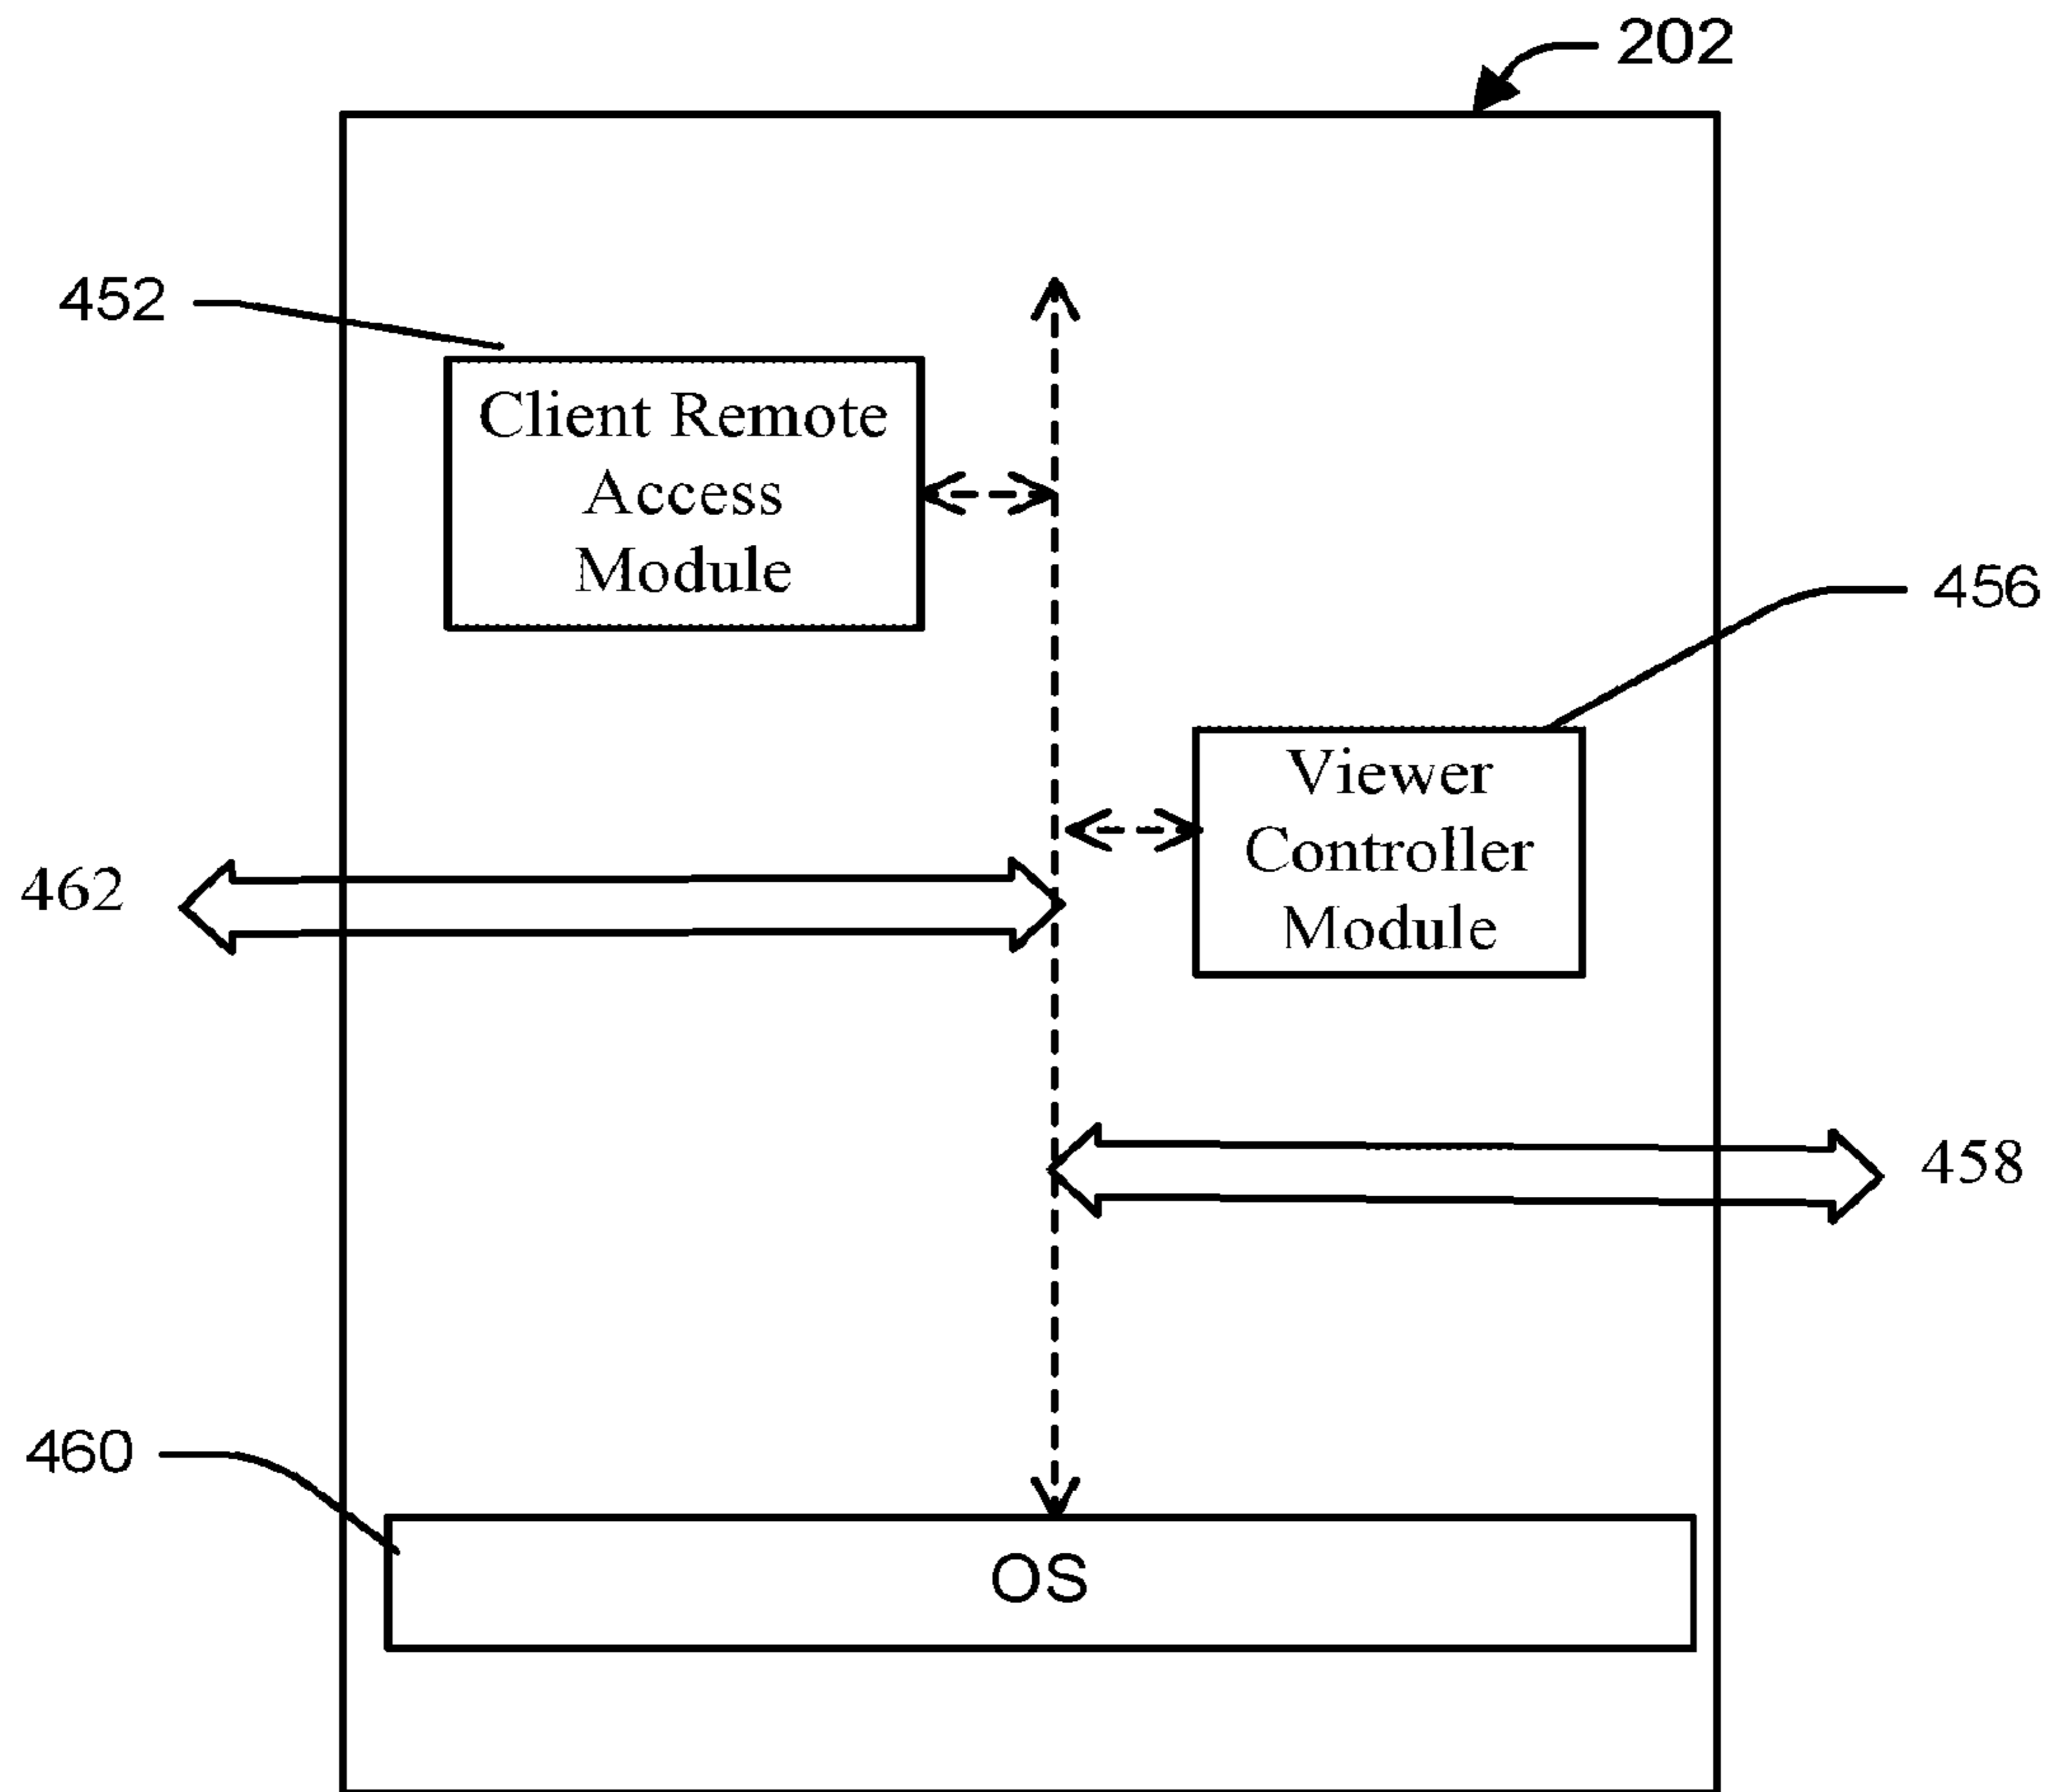 202
452
Client Remote
Access
Module
456
Viewer
Controller
Module
462
458
460
OS